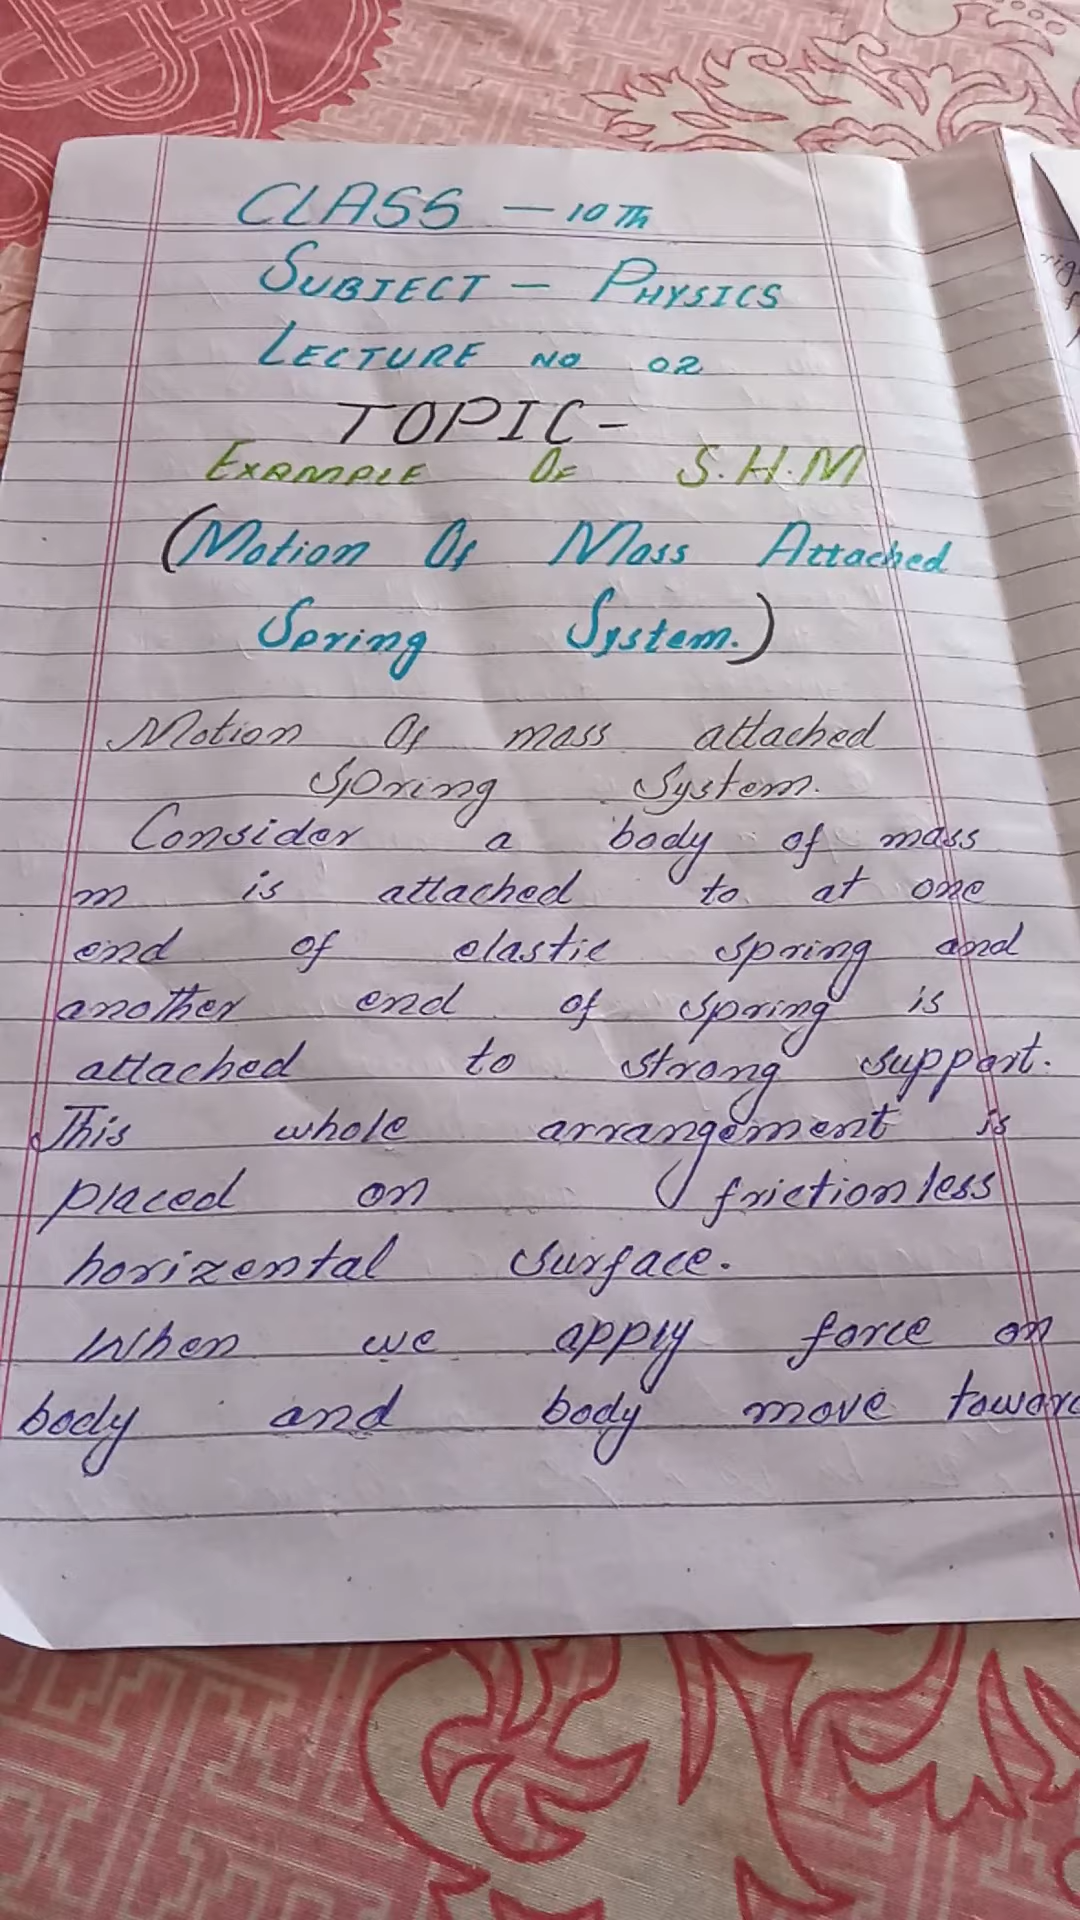 CLASS - 10Th
SUBJECT - PHYSICS
LECTURE NO 02
TOPIC-
EXAMPLE OF S.H.M
(Motion Of Mass Attached
Spring System.)
Motion Of mass attached
Spring System.
Consider a body of mass
m is attached to at one
end of elastic spring and
another end of spring is
attached to strong support.
This whole arrangement is
placed on frictionless
horizental surface.
When we apply force on
body and body move toward